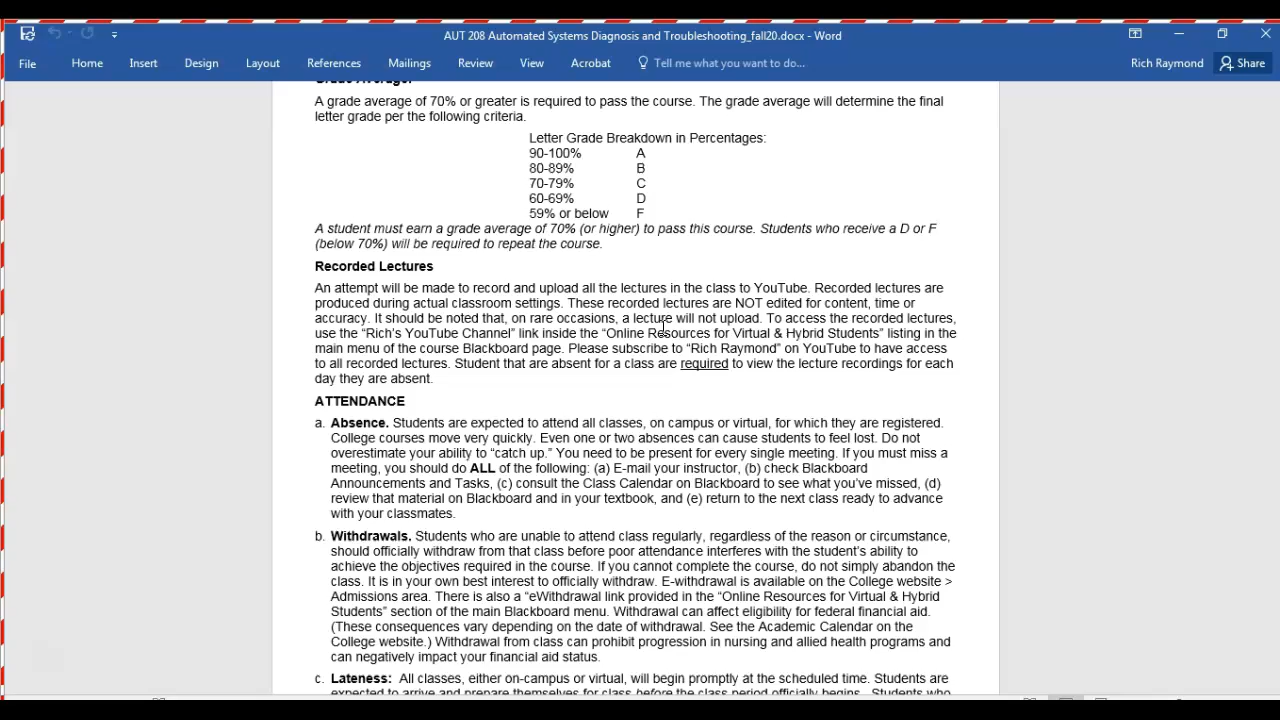 AUT 208 Automated Systems Diagnosis and Troubleshooting_fall20.docx - Word
File Home Insert Design Layout References Mailings Review View Acrobat Tell me what you want to do... Rich Raymond Share
Grade Average:
A grade average of 70% or greater is required to pass the course. The grade average will determine the final
letter grade per the following criteria.
Letter Grade Breakdown in Percentages:
90-100% A
80-89% B
70-79% C
60-69% D
59% or below F
A student must earn a grade average of 70% (or higher) to pass this course. Students who receive a D or F
(below 70%) will be required to repeat the course.
Recorded Lectures
An attempt will be made to record and upload all the lectures in the class to YouTube. Recorded lectures are
produced during actual classroom settings. These recorded lectures are NOT edited for content, time or
accuracy. It should be noted that, on rare occasions, a lecture will not upload. To access the recorded lectures,
use the “Rich’s YouTube Channel” link inside the “Online Resources for Virtual & Hybrid Students” listing in the
main menu of the course Blackboard page. Please subscribe to “Rich Raymond” on YouTube to have access
to all recorded lectures. Student that are absent for a class are required to view the lecture recordings for each
day they are absent.
ATTENDANCE
a. Absence. Students are expected to attend all classes, on campus or virtual, for which they are registered.
College courses move very quickly. Even one or two absences can cause students to feel lost. Do not
overestimate your ability to “catch up.” You need to be present for every single meeting. If you must miss a
meeting, you should do ALL of the following: (a) E-mail your instructor, (b) check Blackboard
Announcements and Tasks, (c) consult the Class Calendar on Blackboard to see what you’ve missed, (d)
review that material on Blackboard and in your textbook, and (e) return to the next class ready to advance
with your classmates.
b. Withdrawals. Students who are unable to attend class regularly, regardless of the reason or circumstance,
should officially withdraw from that class before poor attendance interferes with the student’s ability to
achieve the objectives required in the course. If you cannot complete the course, do not simply abandon the
class. It is in your own best interest to officially withdraw. E-withdrawal is available on the College website >
Admissions area. There is also a “eWithdrawal link provided in the “Online Resources for Virtual & Hybrid
Students” section of the main Blackboard menu. Withdrawal can affect eligibility for federal financial aid.
(These consequences vary depending on the date of withdrawal. See the Academic Calendar on the
College website.) Withdrawal from class can prohibit progression in nursing and allied health programs and
can negatively impact your financial aid status.
c. Lateness: All classes, either on-campus or virtual, will begin promptly at the scheduled time. Students are
expected to arrive and prepare themselves for class before the class period officially begins. Students who